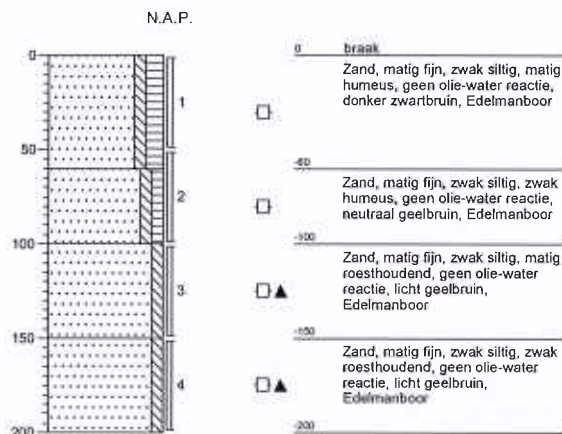 N.A.P.
0
50
100
150
200
1
2
3
4
0 braak
Zand, matig fijn, zwak siltig, matig
humeus, geen olie-water reactie,
donker zwartbruin, Edelmanboor
-60
Zand, matig fijn, zwak siltig, zwak
humeus, geen olie-water reactie,
neutraal geelbruin, Edelmanboor
-100
Zand, matig fijn, zwak siltig, matig
roesthoudend, geen olie-water
reactie, licht geelbruin,
Edelmanboor
-150
Zand, matig fijn, zwak siltig, zwak
roesthoudend, geen olie-water
reactie, licht geelbruin,
Edelmanboor
-200